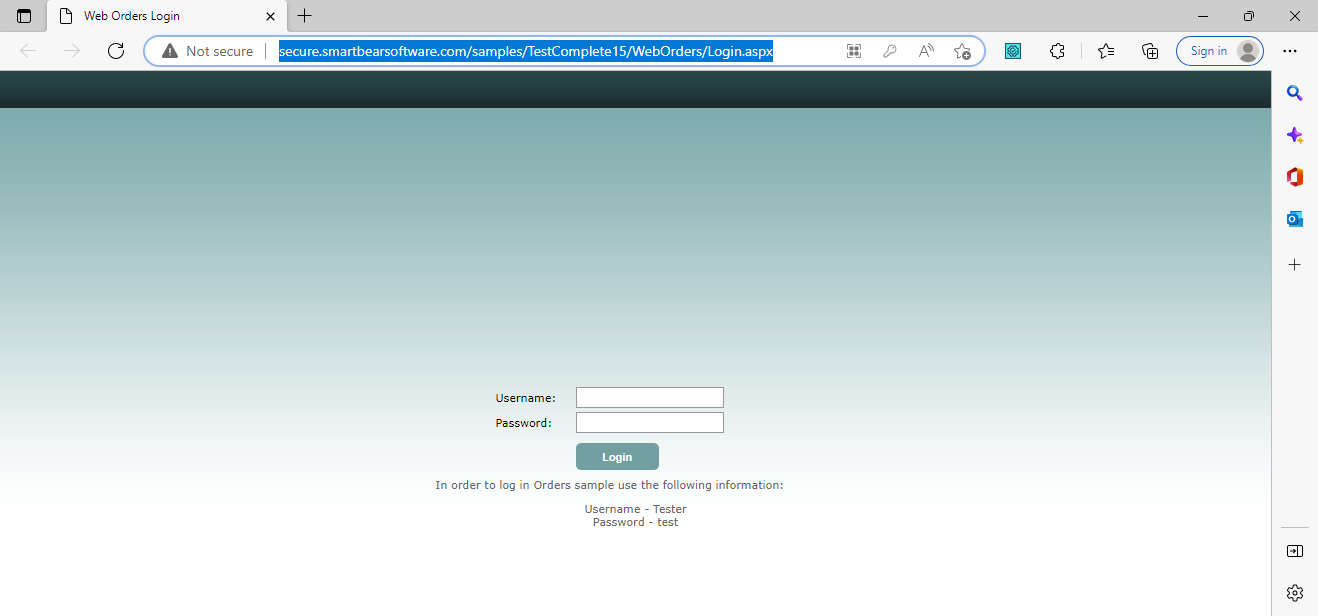 Web Orders Login
Not secure
secure.smartbearsoftware.com/samples/TestComplete15/WebOrders/Login.aspx
Sign in
Username:
Password:
Login
In order to log in Orders sample use the following information:
Username - Tester
Password - test